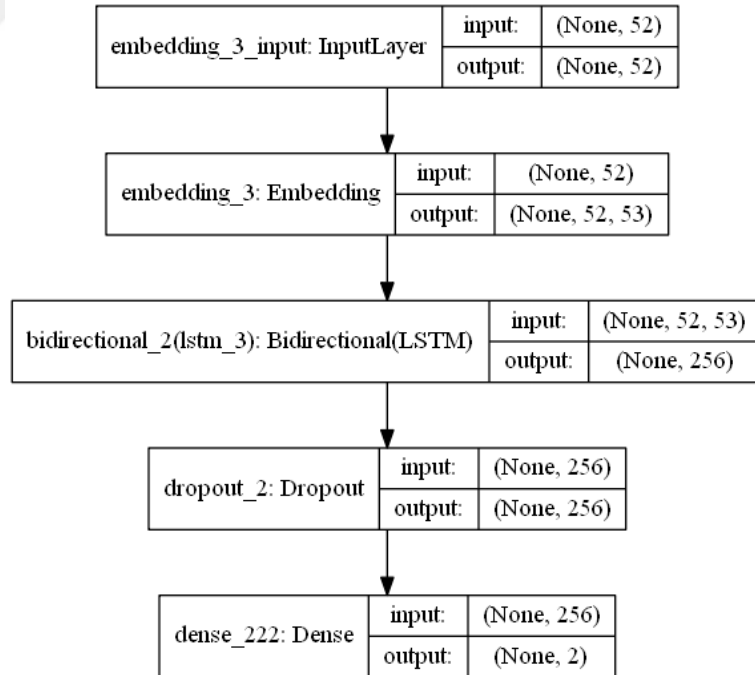 embedding_3_input: InputLayer
input: (None, 52)
output: (None, 52)
embedding_3: Embedding
input: (None, 52)
output: (None, 52, 53)
bidirectional_2(lstm_3): Bidirectional(LSTM)
input: (None, 52, 53)
output: (None, 256)
dropout_2: Dropout
input: (None, 256)
output: (None, 256)
dense_222: Dense
input: (None, 256)
output: (None, 2)